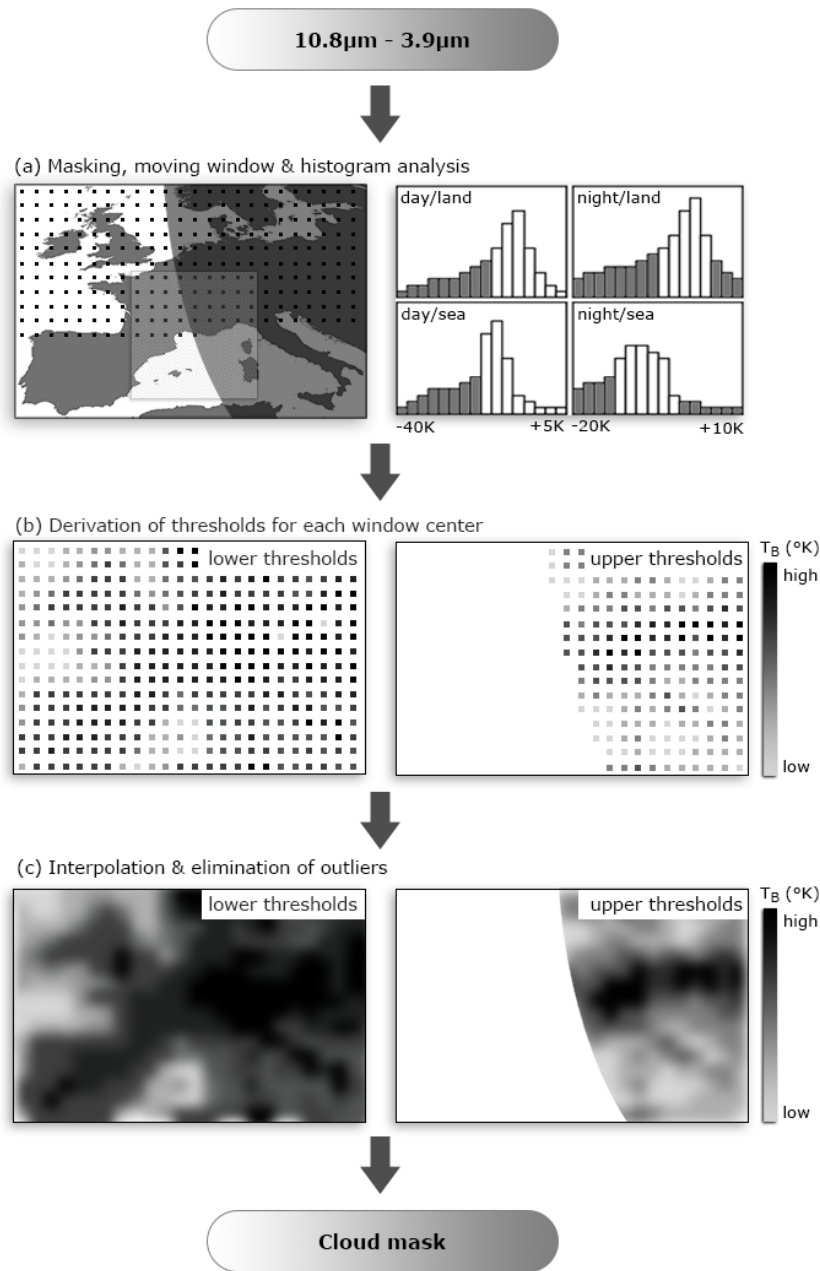 10.8µm - 3.9µm
(a) Masking, moving window & histogram analysis
day/land
night/land
day/sea
night/sea
-40K
+5K
-20K
+10K
(b) Derivation of thresholds for each window center
lower thresholds
upper thresholds
TB (°K)
high
low
(c) Interpolation & elimination of outliers
lower thresholds
upper thresholds
TB (°K)
high
low
Cloud mask